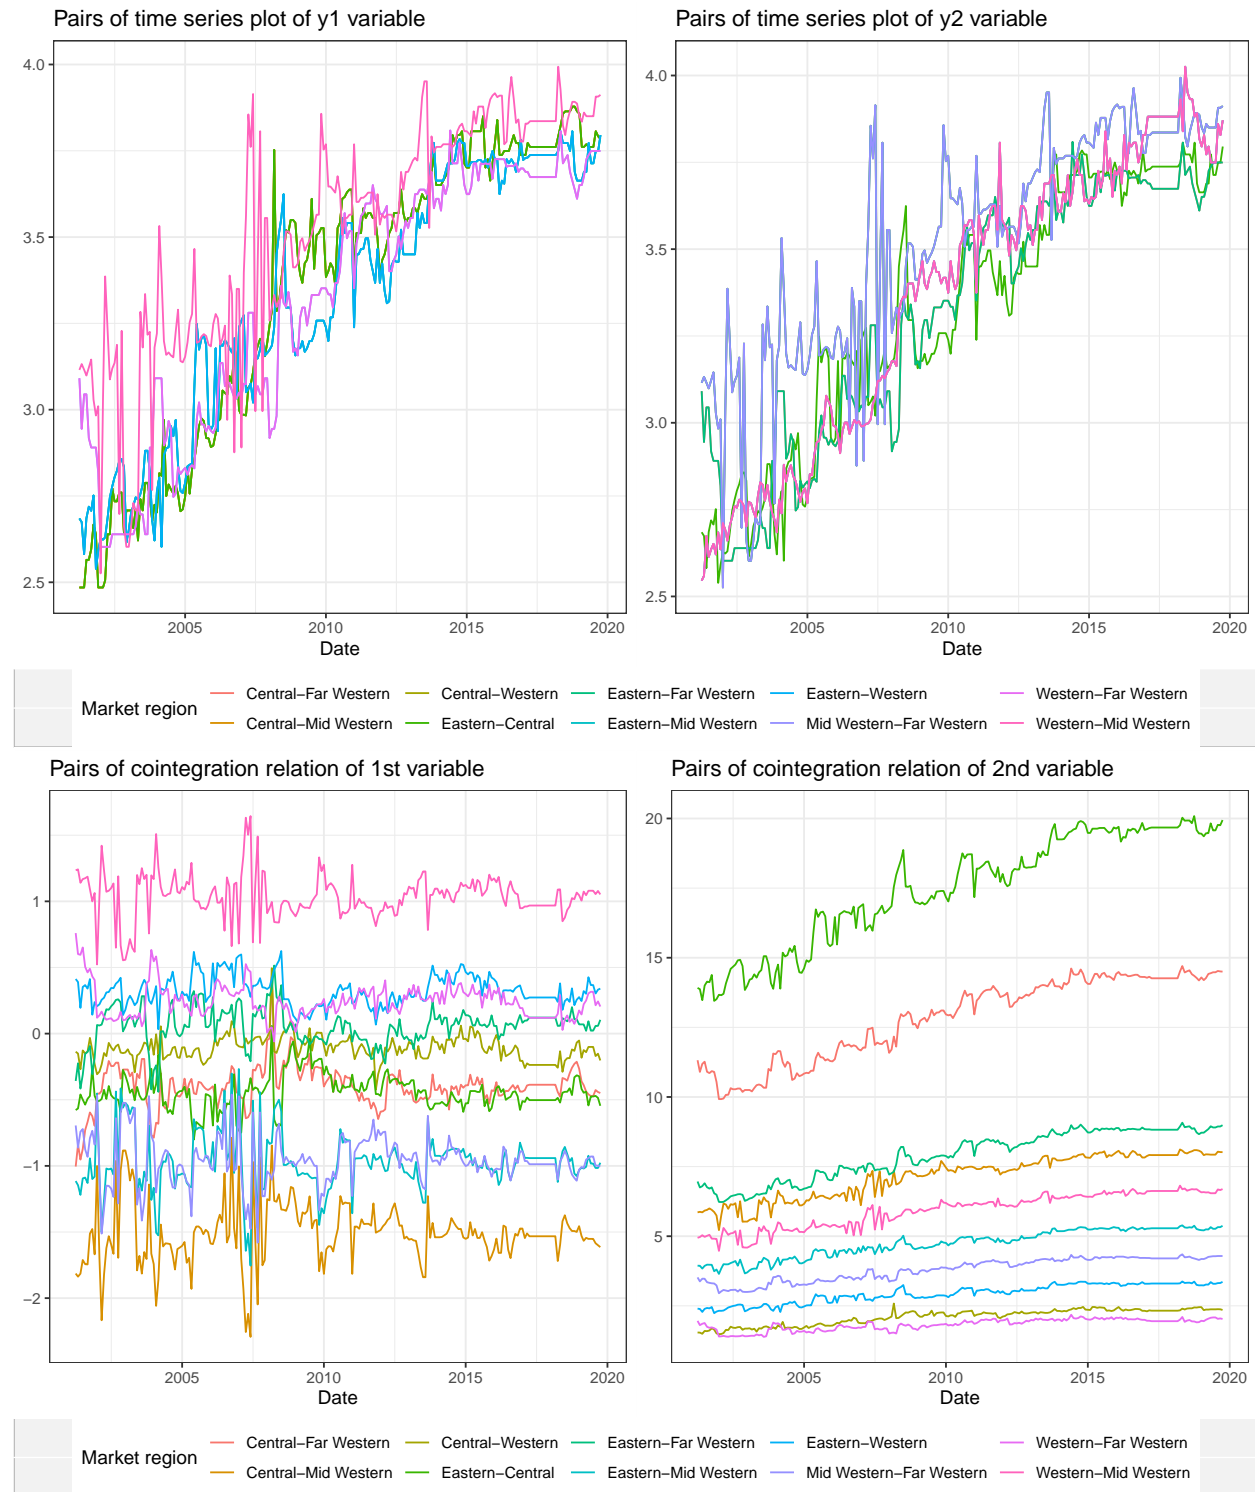 Pairs of time series plot of y1 variable
Pairs of time series plot of y2 variable
4.0
3.5
3.0
2.5
2005
2010
2015
2020
Date
4.0
3.5
3.0
2.5
2005
2010
2015
2020
Date
Market region
Central−Far Western
Central−Western
Eastern−Far Western
Eastern−Western
Western−Far Western
Central−Mid Western
Eastern−Central
Eastern−Mid Western
Mid Western−Far Western
Western−Mid Western
Pairs of cointegration relation of 1st variable
Pairs of cointegration relation of 2nd variable
1
0
−1
−2
2005
2010
2015
2020
Date
20
15
10
5
2005
2010
2015
2020
Date
Market region
Central−Far Western
Central−Western
Eastern−Far Western
Eastern−Western
Western−Far Western
Central−Mid Western
Eastern−Central
Eastern−Mid Western
Mid Western−Far Western
Western−Mid Western